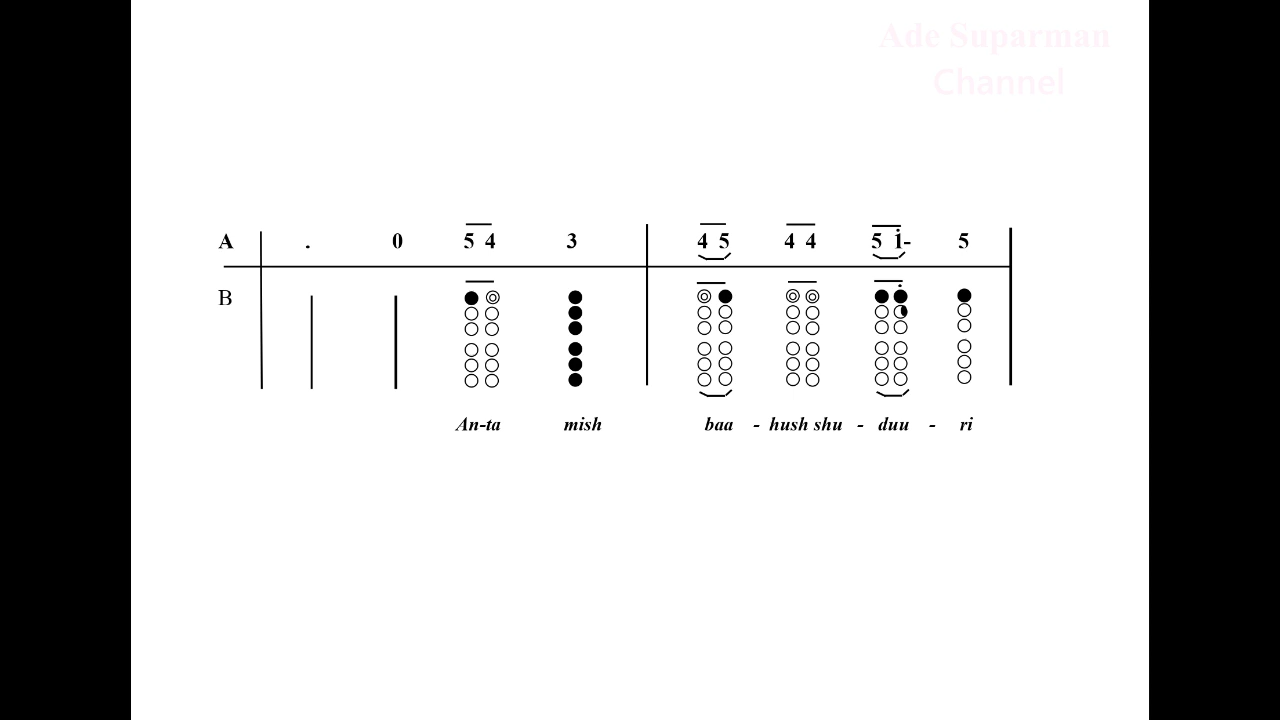 Ade Suparman
Channel
A . 0 5 4 3 4 5 4 4 5 i- 5
B
An-ta mish baa - hush shu - duu - ri